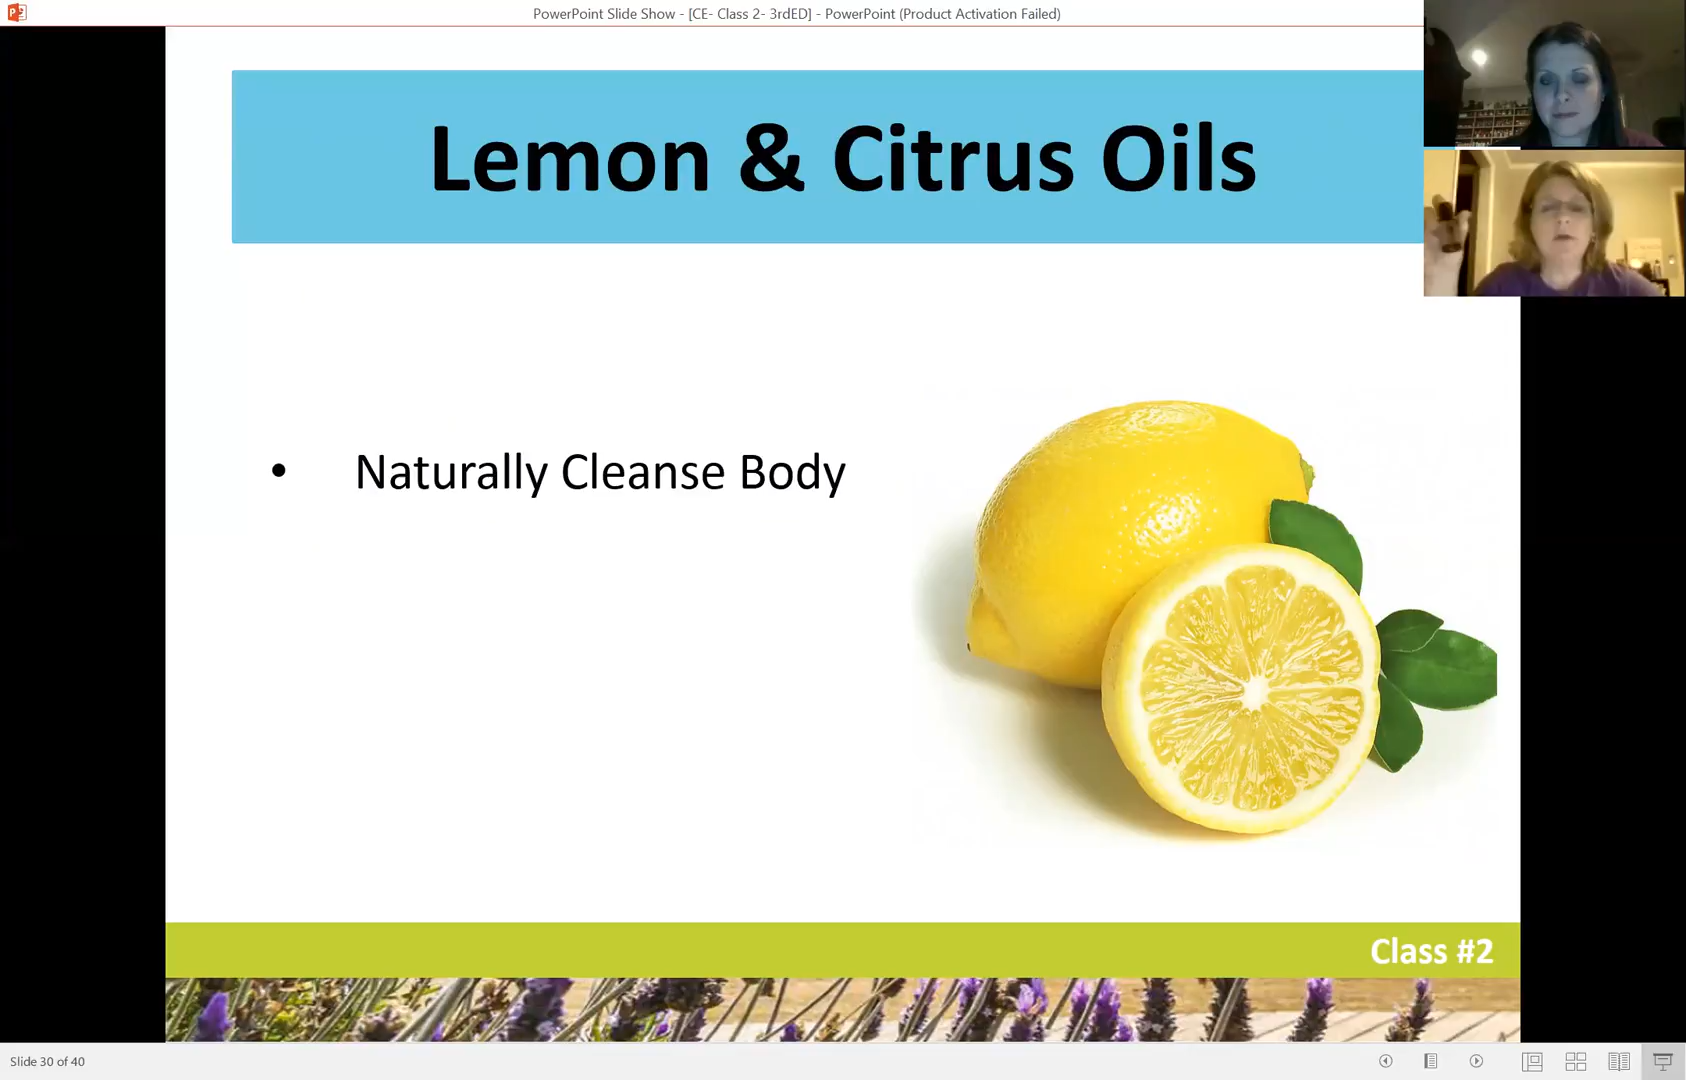 PowerPoint Slide Show - [CE- Class 2- 3rdED] - PowerPoint (Product Activation Failed)
Lemon & Citrus Oils
• Naturally Cleanse Body
Class #2
Slide 30 of 40